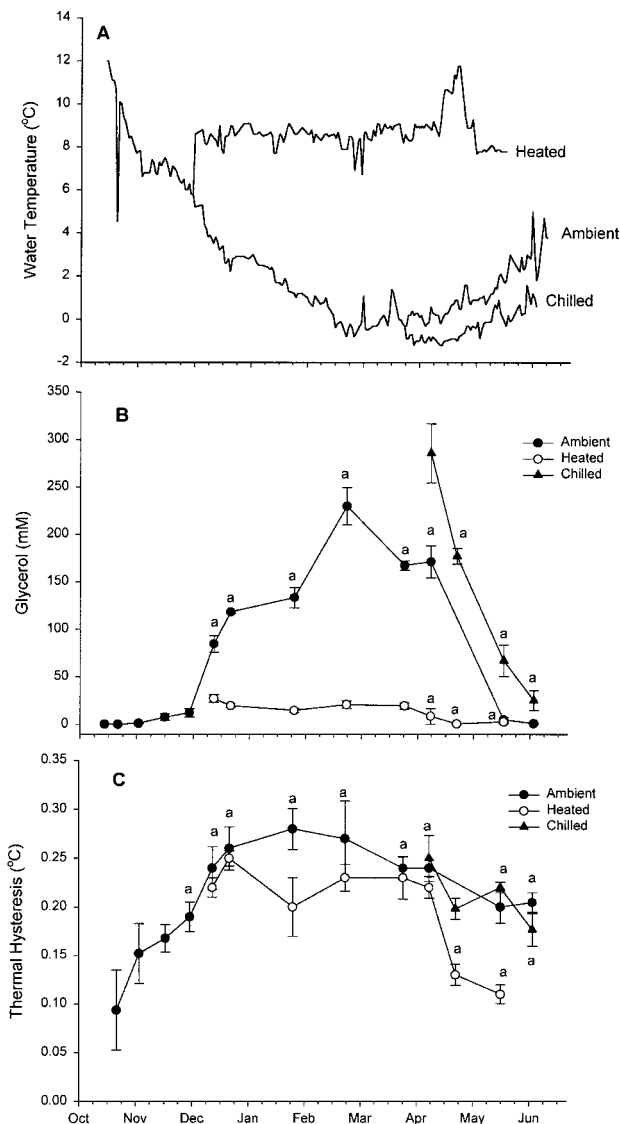 A
14
12
10
8
6
4
2
0
-2
Water Temperature (°C)
Heated
Ambient
Chilled
B
350
300
250
200
150
100
50
0
Glycerol (mM)
Ambient
Heated
Chilled
a
a
a
a
a
a
a
a
a
a
a
a
C
0.35
0.30
0.25
0.20
0.15
0.10
0.05
0.00
Thermal Hysteresis (°C)
Ambient
Heated
Chilled
a
a
a
a
a
a
a
a
a
a
a
a
Oct Nov Dec Jan Feb Mar Apr May Jun